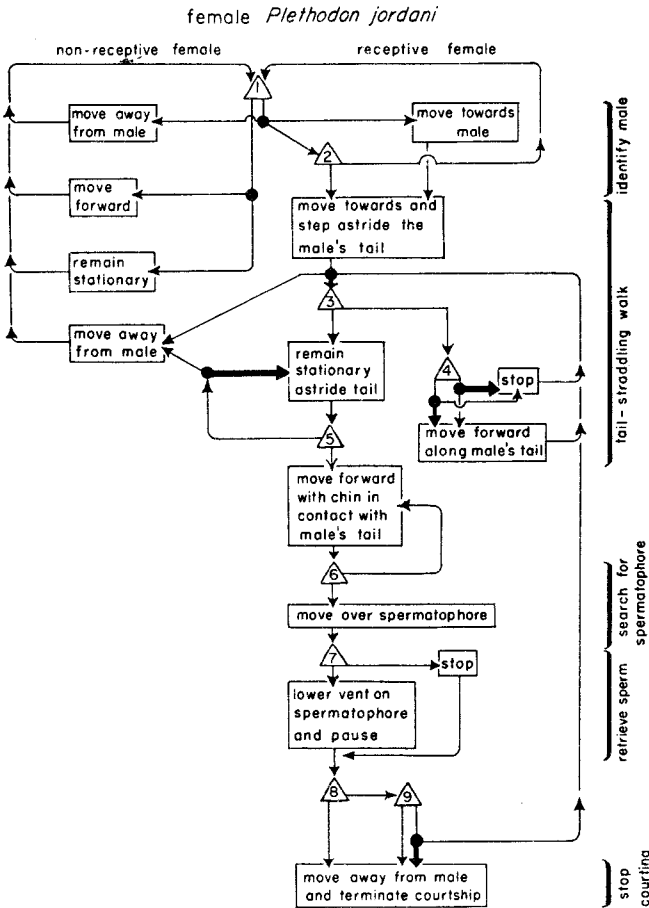 female Plethodon jordani
non-receptive female
receptive female
1
move away
from male
move towards
male
identify male
2
move
forward
move towards and
step astride the
male's tail
remain
stationary
3
move away
from male
remain
stationary
astride tail
4
stop
tail-straddling walk
move forward
along male's tail
5
move forward
with chin in
contact with
male's tail
6
search for
spermatophore
move over spermatophore
7
stop
lower vent on
spermatophore
and pause
retrieve sperm
8
9
move away from male
and terminate courtship
stop
courting